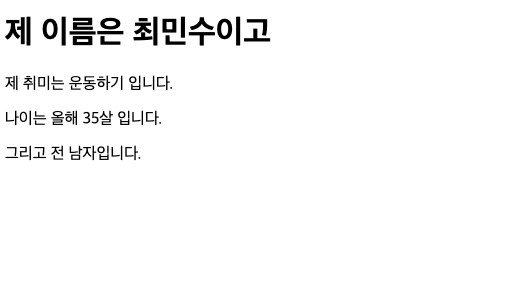 제 이름은 최민수이고
제 취미는 운동하기 입니다.
나이는 올해 35살 입니다.
그리고 전 남자입니다.